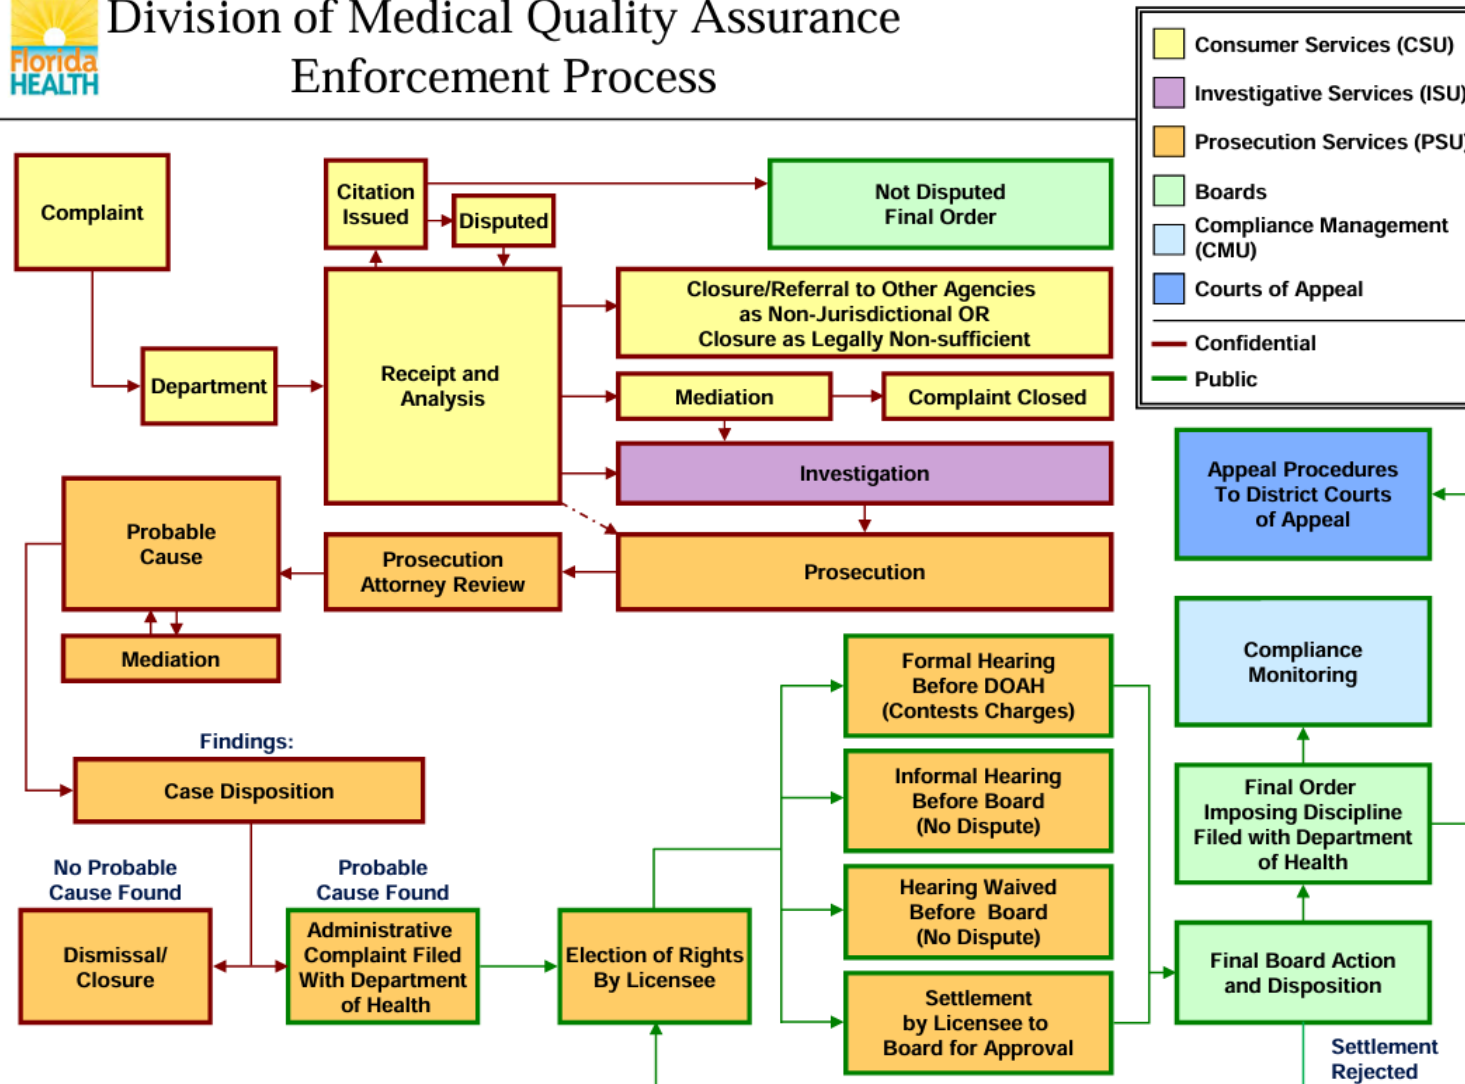 Division of Medical Quality Assurance
Enforcement Process
Florida
HEALTH
Consumer Services (CSU)
Investigative Services (ISU)
Prosecution Services (PSU)
Boards
Compliance Management
(CMU)
Courts of Appeal
Confidential
Public
Complaint
Citation
Issued
Disputed
Not Disputed
Final Order
Department
Receipt and
Analysis
Closure/Referral to Other Agencies
as Non-Jurisdictional OR
Closure as Legally Non-sufficient
Mediation
Complaint Closed
Investigation
Appeal Procedures
To District Courts
of Appeal
Probable
Cause
Prosecution
Attorney Review
Prosecution
Mediation
Formal Hearing
Before DOAH
(Contests Charges)
Compliance
Monitoring
Findings:
Case Disposition
Informal Hearing
Before Board
(No Dispute)
Final Order
Imposing Discipline
Filed with Department
of Health
No Probable
Cause Found
Probable
Cause Found
Hearing Waived
Before Board
(No Dispute)
Dismissal/
Closure
Administrative
Complaint Filed
With Department
of Health
Election of Rights
By Licensee
Settlement
by Licensee to
Board for Approval
Final Board Action
and Disposition
Settlement
Rejected